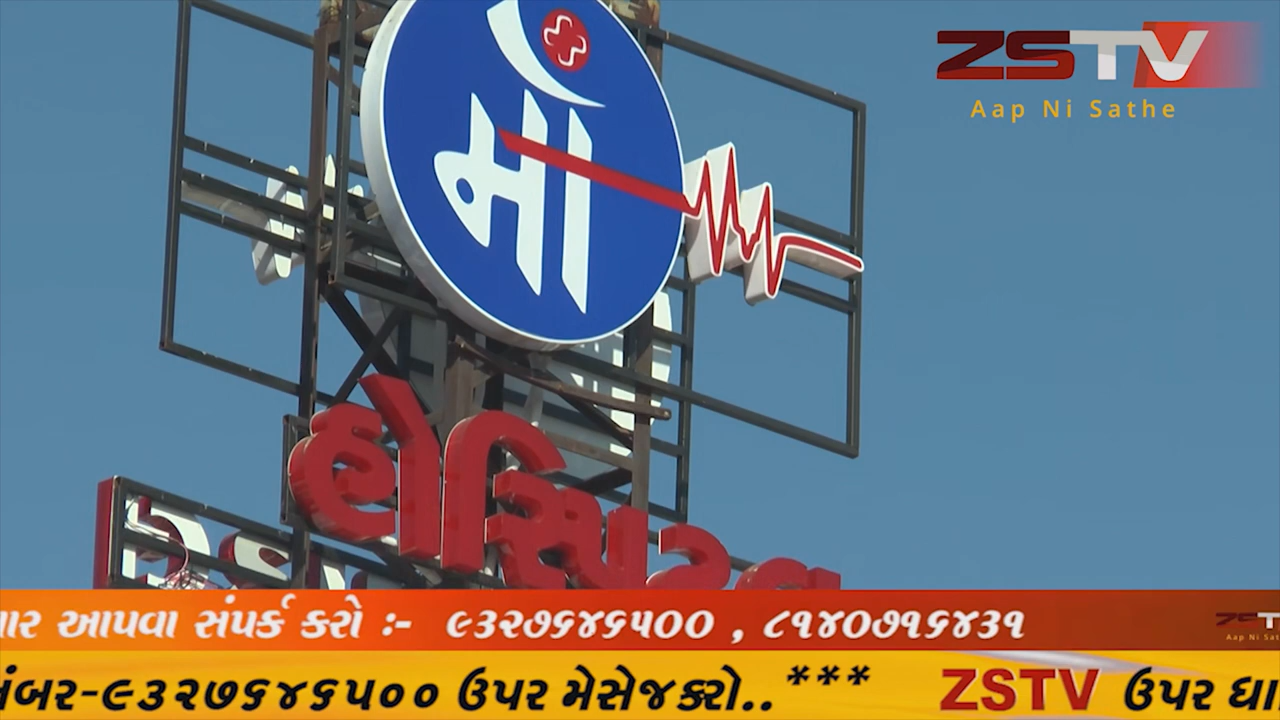 ZSTV
Aap Ni Sathe
માઁ
હોસ્પિટલ
આપવા સંપર્ક કરો :- ૯૩૨૭૬૪૬૫૦૦ , ૮૧૪૦૭૧૬૪૩૧
નંબર-૯૩૨૭૬૪૬૫૦૦ ઉપર મેસેજ કરો.. *** ZSTV ઉપર